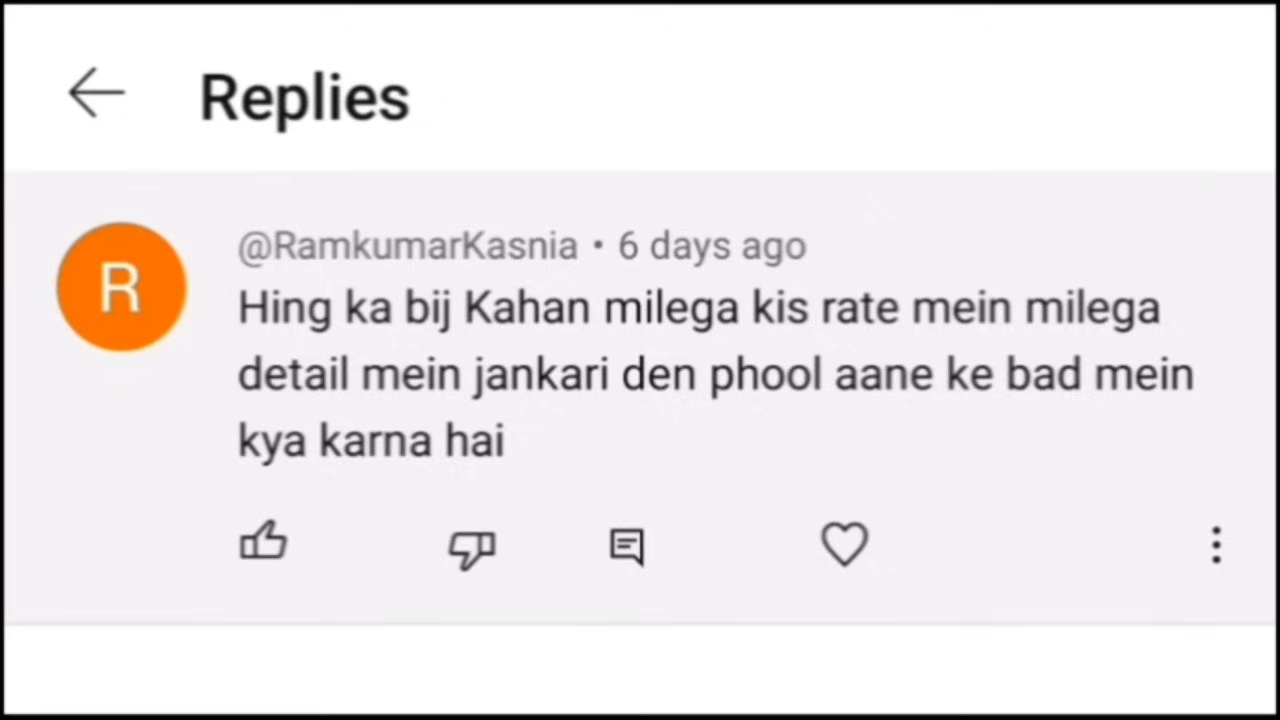 Replies
@RamkumarKasnia • 6 days ago
Hing ka bij Kahan milega kis rate mein milega
detail mein jankari den phool aane ke bad mein
kya karna hai